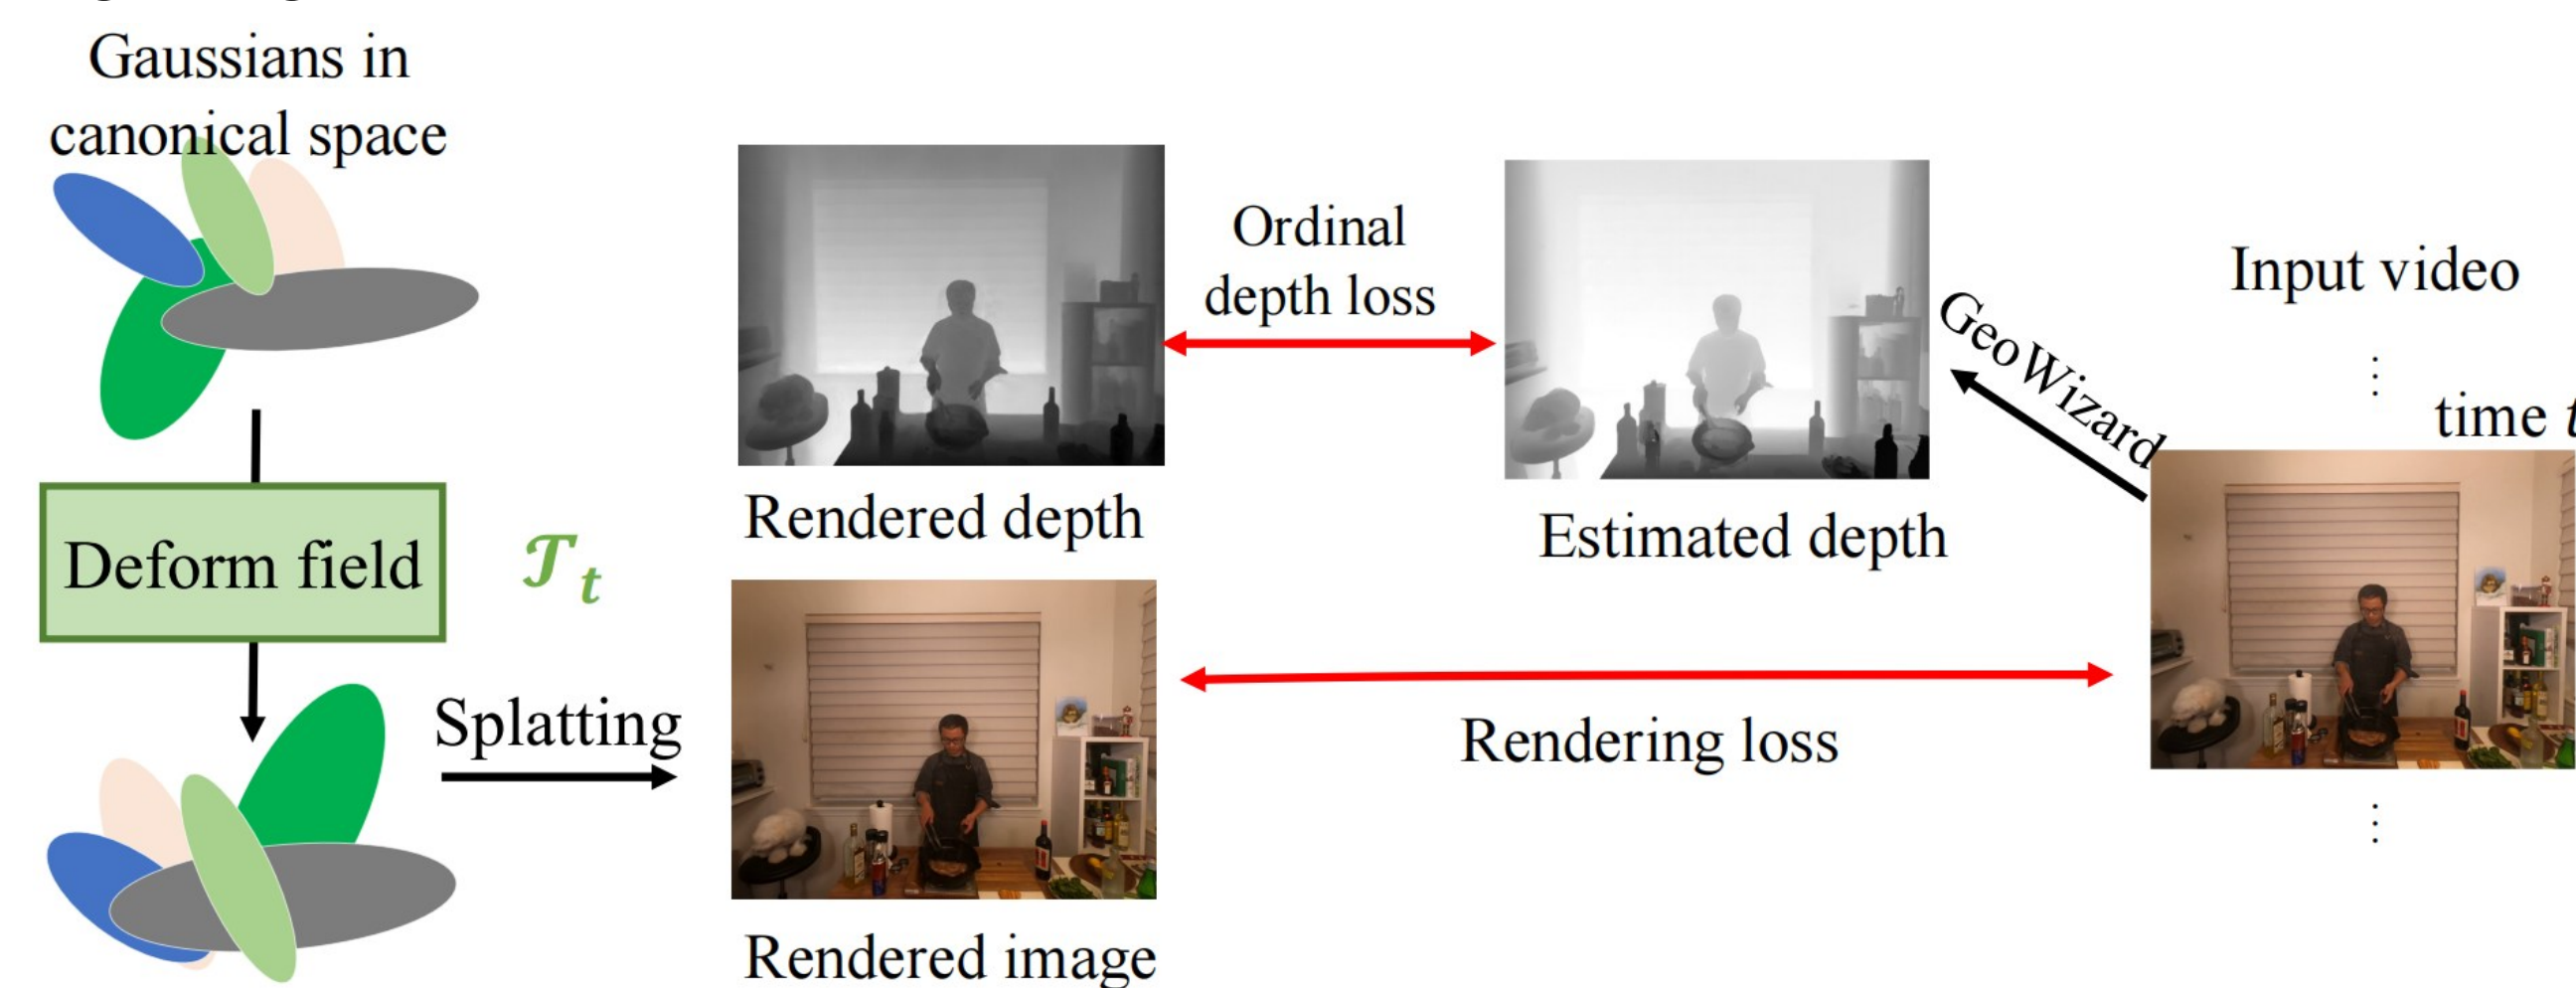 Gaussians in
canonical space
Deform field
𝒯t
Splatting
Rendered depth
Rendered image
Ordinal
depth loss
Estimated depth
Rendering loss
GeoWizard
Input video
⋮
time t
⋮